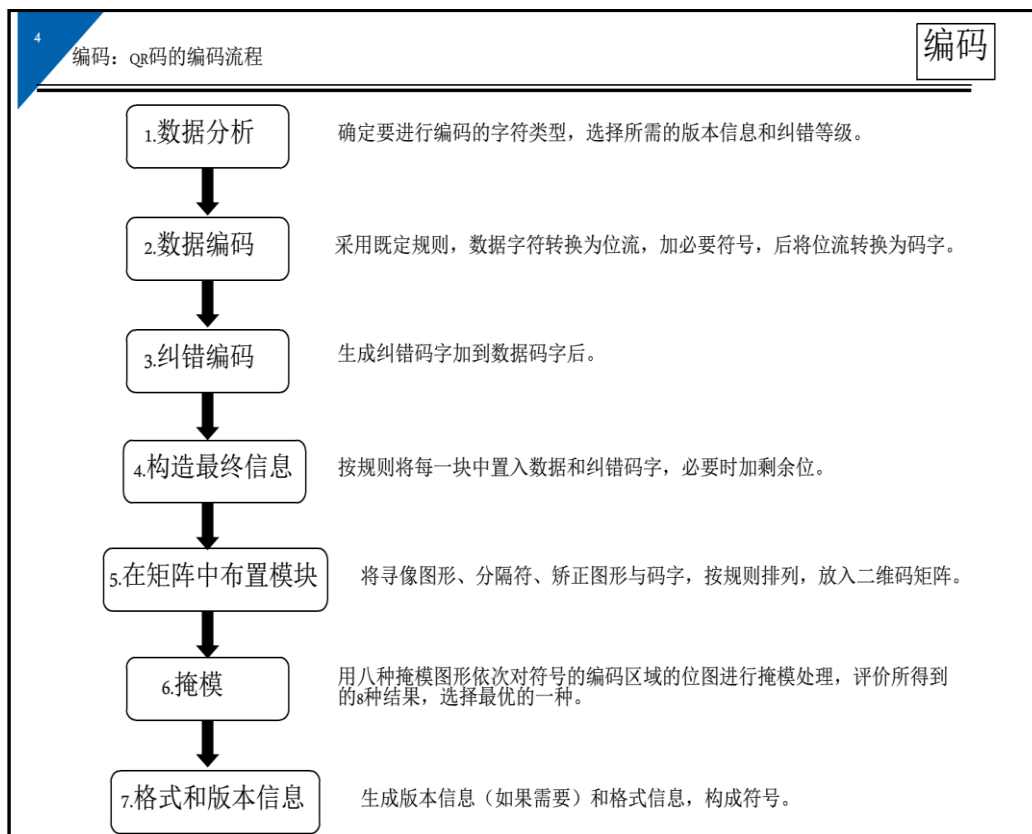 4
编码：QR码的编码流程
编码
1.数据分析
确定要进行编码的字符类型，选择所需的版本信息和纠错等级。
2.数据编码
采用既定规则，数据字符转换为位流，加必要符号，后将位流转换为码字。
3.纠错编码
生成纠错码字加到数据码字后。
4.构造最终信息
按规则将每一块中置入数据和纠错码字，必要时加剩余位。
5.在矩阵中布置模块
将寻像图形、分隔符、矫正图形与码字，按规则排列，放入二维码矩阵。
6.掩模
用八种掩模图形依次对符号的编码区域的位图进行掩模处理，评价所得到
的8种结果，选择最优的一种。
7.格式和版本信息
生成版本信息（如果需要）和格式信息，构成符号。